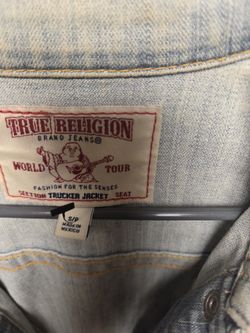 TRUE RELIGION
BRAND JEANS®
WORLD TOUR
FASHION FOR THE SENSES
SECTION TRUCKER JACKET SEAT
S/P
MADE IN
MEXICO